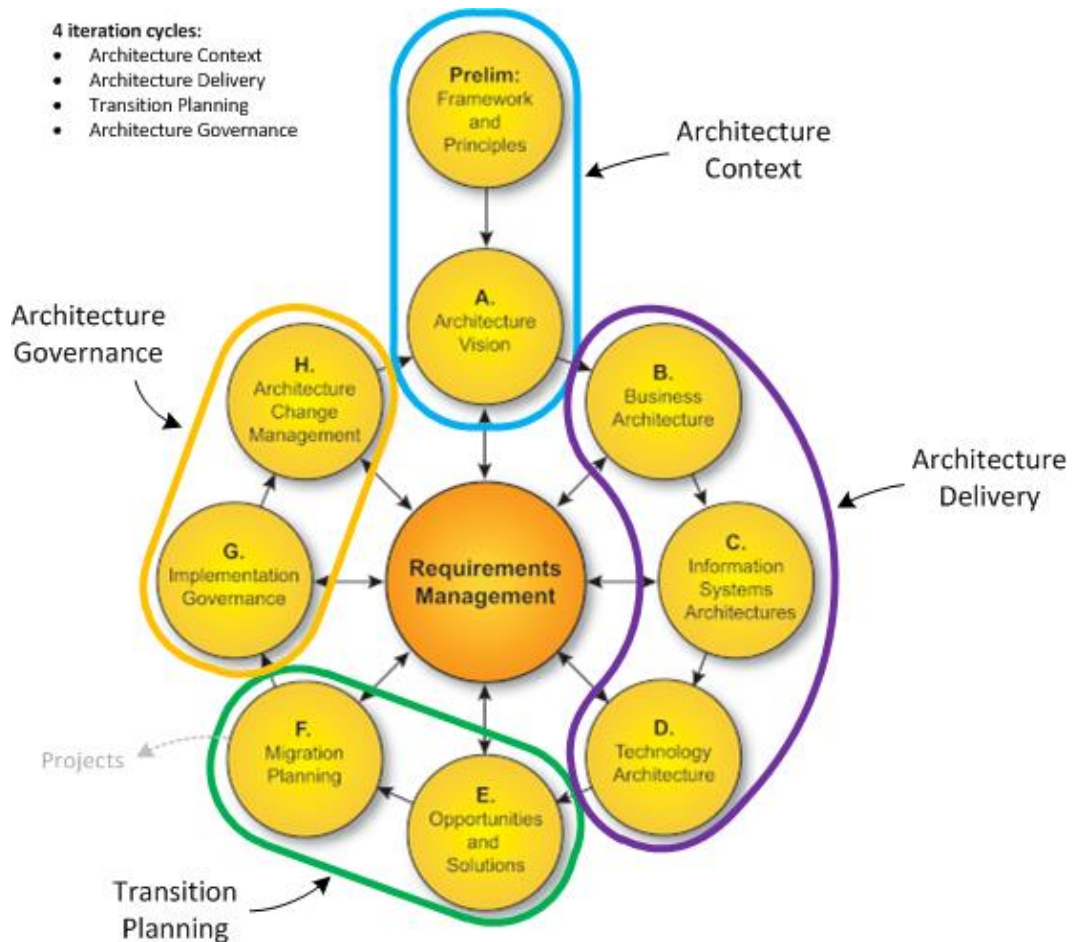 4 iteration cycles:
• Architecture Context
• Architecture Delivery
• Transition Planning
• Architecture Governance
Prelim:
Framework
and
Principles
Architecture
Context
A.
Architecture
Vision
Architecture
Governance
H.
Architecture
Change
Management
B.
Business
Architecture
Architecture
Delivery
G.
Implementation
Governance
Requirements
Management
C.
Information
Systems
Architectures
F.
Migration
Planning
D.
Technology
Architecture
Projects
E.
Opportunities
and
Solutions
Transition
Planning